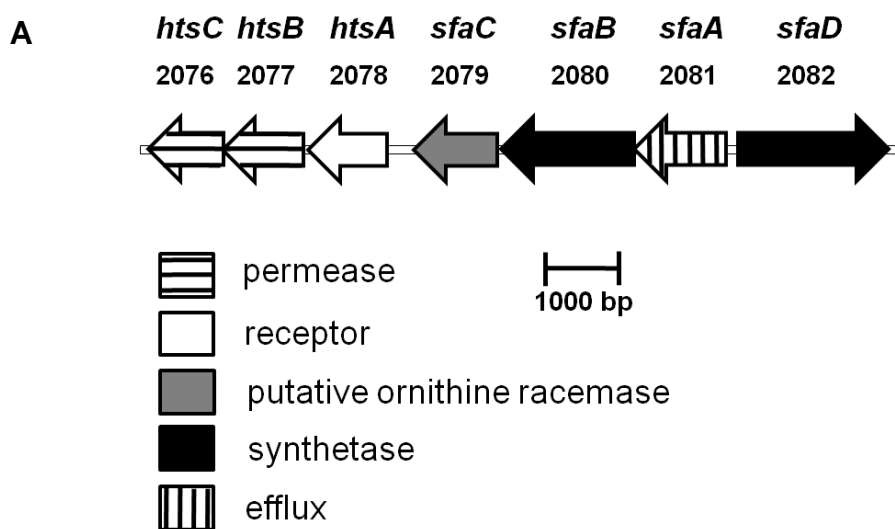 A
htsC htsB htsA sfaC sfaB sfaA sfaD
2076 2077 2078 2079 2080 2081 2082
permease
receptor
putative ornithine racemase
synthetase
efflux
1000 bp